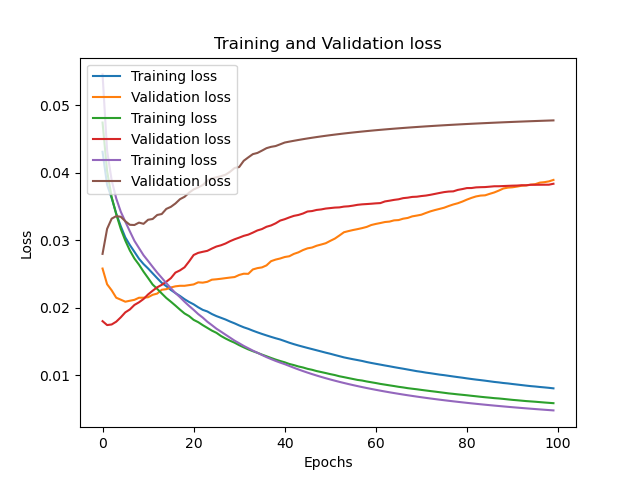 Training and Validation loss
Training loss
Validation loss
Training loss
Validation loss
Training loss
Validation loss
0.05
0.04
0.03
0.02
0.01
Loss
0
20
40
60
80
100
Epochs